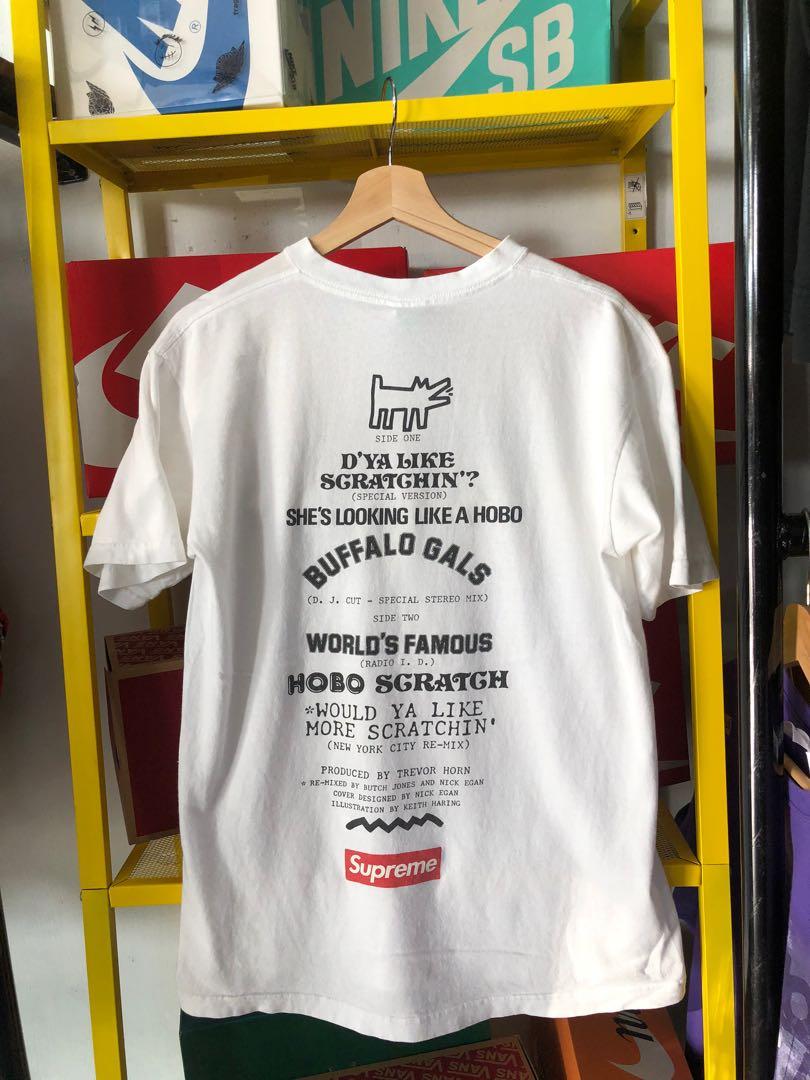 NIKE
SB
SIDE ONE
D'YA LIKE
SCRATCHIN'?
(SPECIAL VERSION)
SHE'S LOOKING LIKE A HOBO
BUFFALO GALS
(D. J. CUT - SPECIAL STEREO MIX)
SIDE TWO
WORLD'S FAMOUS
(RADIO I. D.)
HOBO SCRATCH
*WOULD YA LIKE
MORE SCRATCHIN'
(NEW YORK CITY RE-MIX)
PRODUCED BY TREVOR HORN
* RE-MIXED BY BUTCH JONES AND NICK EGAN
COVER DESIGNED BY NICK EGAN
ILLUSTRATION BY KEITH HARING
Supreme
VANS